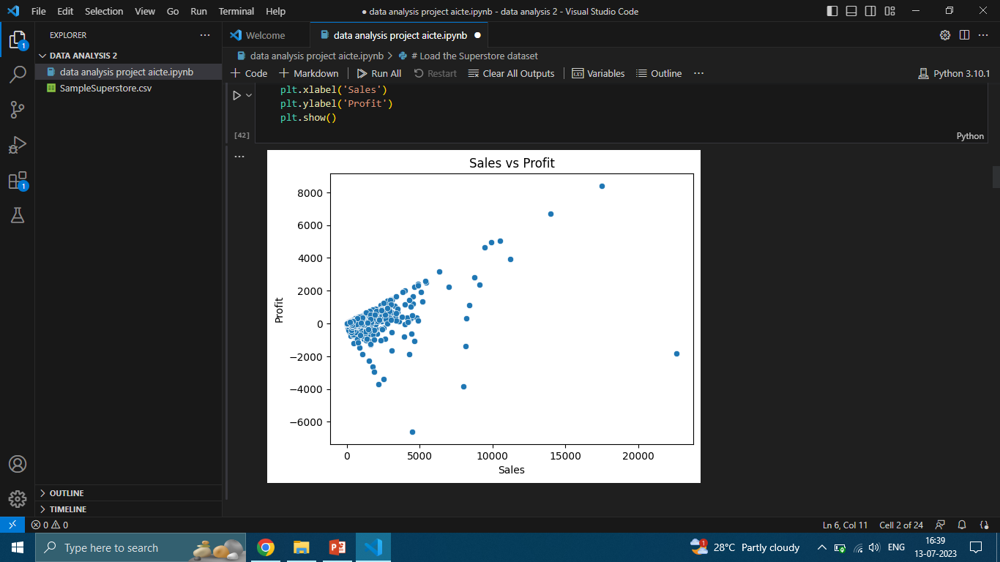 File Edit Selection View Go Run Terminal Help
● data analysis project aicte.ipynb - data analysis 2 - Visual Studio Code
EXPLORER
DATA ANALYSIS 2
data analysis project aicte.ipynb
SampleSuperstore.csv
OUTLINE
TIMELINE
1
1
Welcome
data analysis project aicte.ipynb
data analysis project aicte.ipynb > # Load the Superstore dataset
+ Code + Markdown Run All Restart Clear All Outputs Variables Outline ...
Python 3.10.1
plt.xlabel('Sales')
plt.ylabel('Profit')
plt.show()
[42]
Python
Sales vs Profit
8000
6000
4000
2000
0
−2000
−4000
−6000
Profit
0 5000 10000 15000 20000
Sales
0 0
Ln 6, Col 11 Cell 2 of 24
Type here to search
1
28°C Partly cloudy
ENG
16:39
13-07-2023